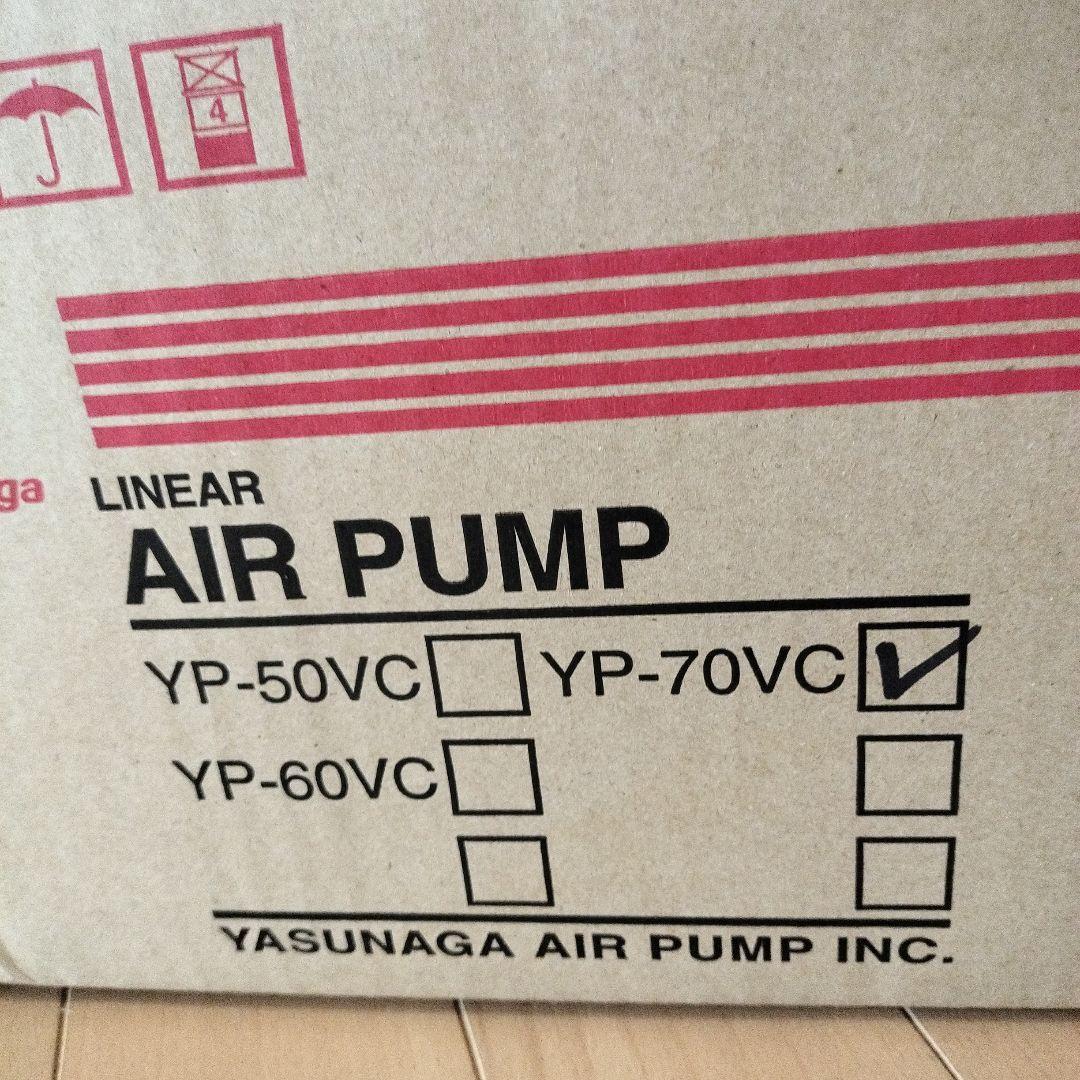 4
ga
LINEAR
AIR PUMP
YP-50VC YP-70VC
YP-60VC
YASUNAGA AIR PUMP INC.